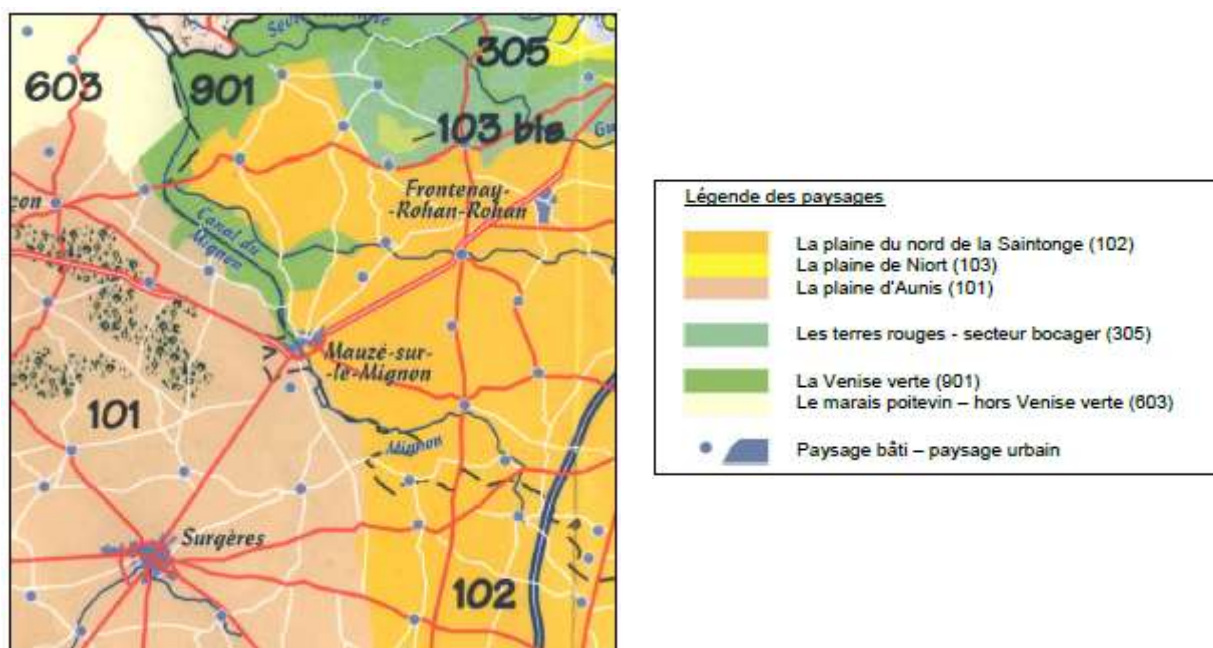 603
901
305
103 bis
Frontenay-
-Rohan-Rohan
Canal du
Mignon
Mauzé-sur-
-le-Mignon
101
Mignon
Surgères
102
Légende des paysages
La plaine du nord de la Saintonge (102)
La plaine de Niort (103)
La plaine d'Aunis (101)
Les terres rouges - secteur bocager (305)
La Venise verte (901)
Le marais poitevin – hors Venise verte (603)
Paysage bâti – paysage urbain